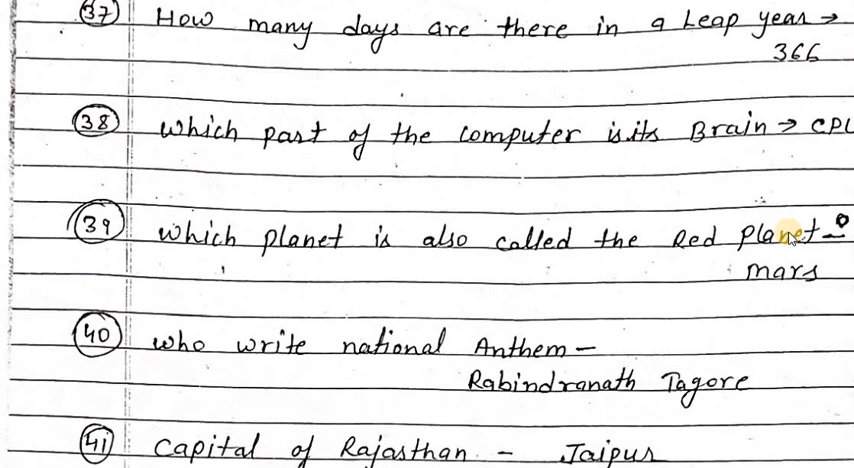 37 How many days are there in a Leap year →
366
38 which part of the computer is its Brain → CPU
39 which planet is also called the Red Planet -
mars
40 who write national Anthem -
Rabindranath Tagore
41 Capital of Rajasthan - Jaipur